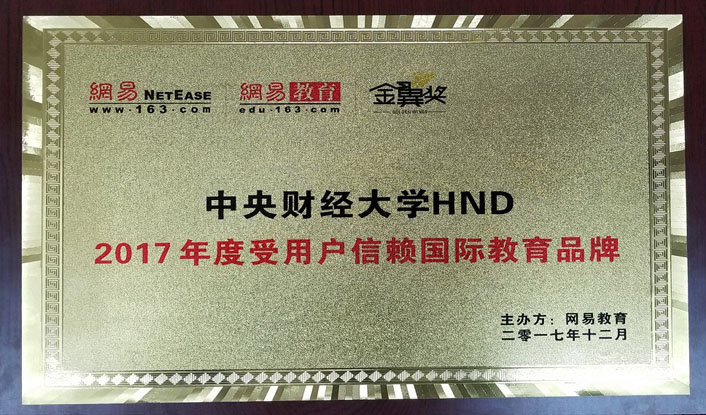 網易 NETEASE
www.163.com
網易 教育
edu.163.com
金翼奖
中央财经大学HND
2017年度受用户信赖国际教育品牌
主办方：网易教育
二零一七年十二月